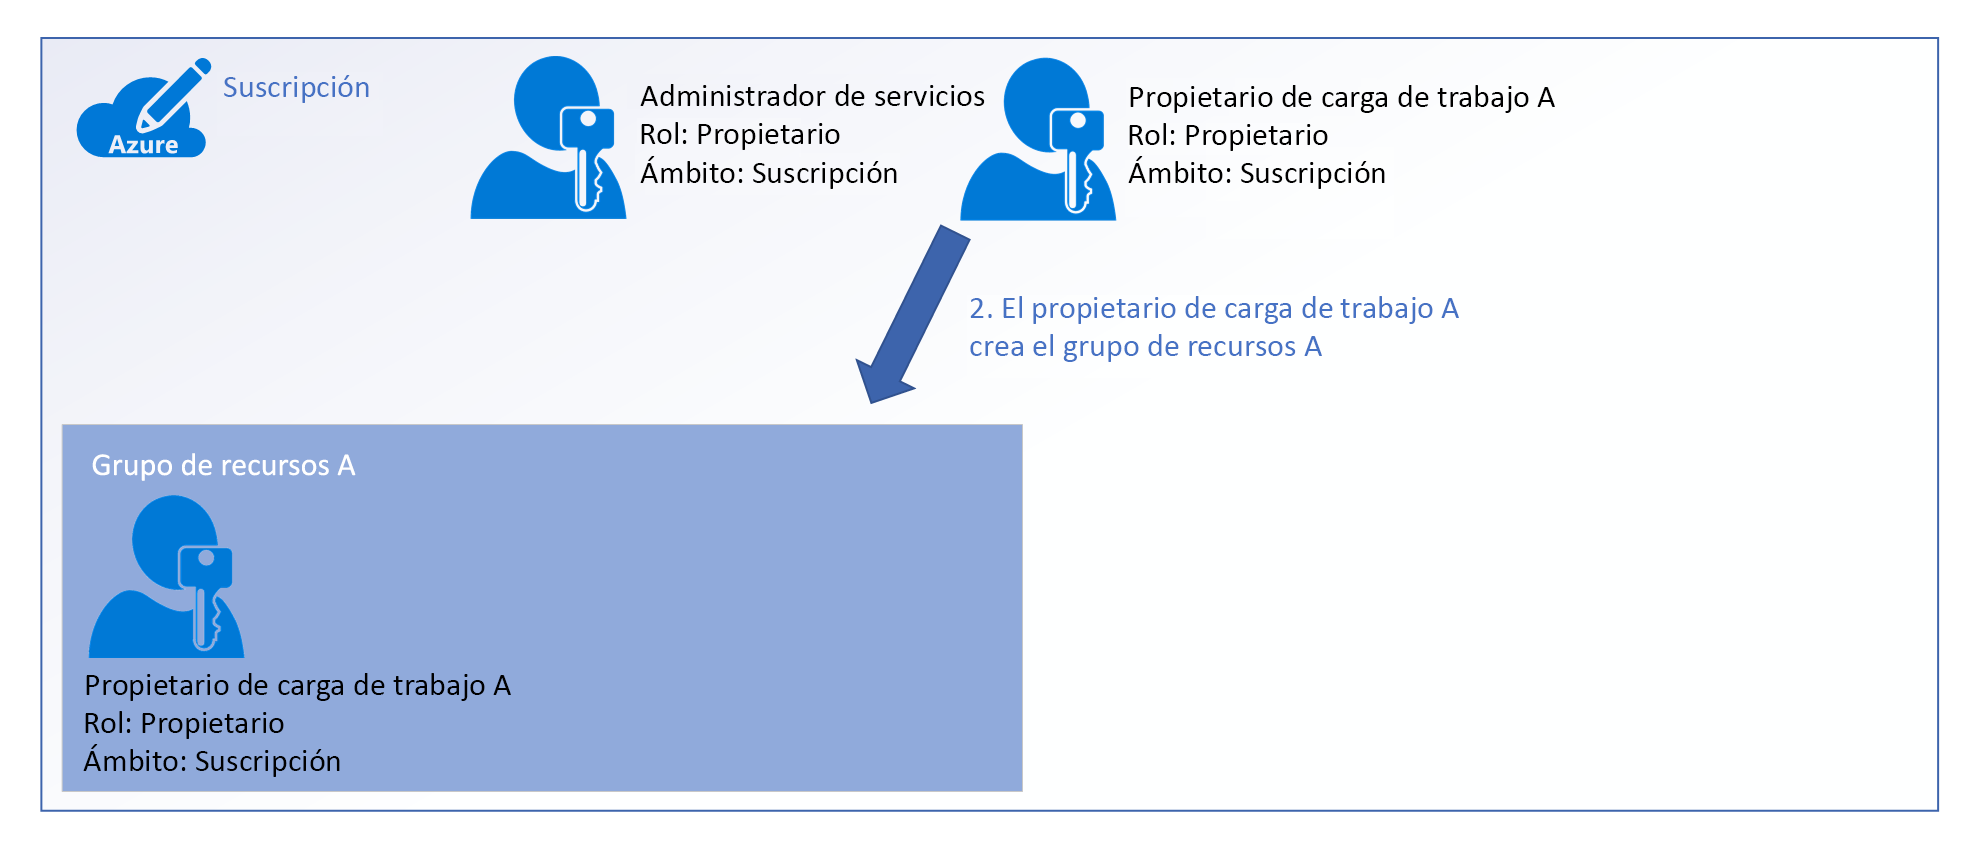 Azure
Suscripción
Administrador de servicios
Rol: Propietario
Ámbito: Suscripción
Propietario de carga de trabajo A
Rol: Propietario
Ámbito: Suscripción
2. El propietario de carga de trabajo A
crea el grupo de recursos A
Grupo de recursos A
Propietario de carga de trabajo A
Rol: Propietario
Ámbito: Suscripción